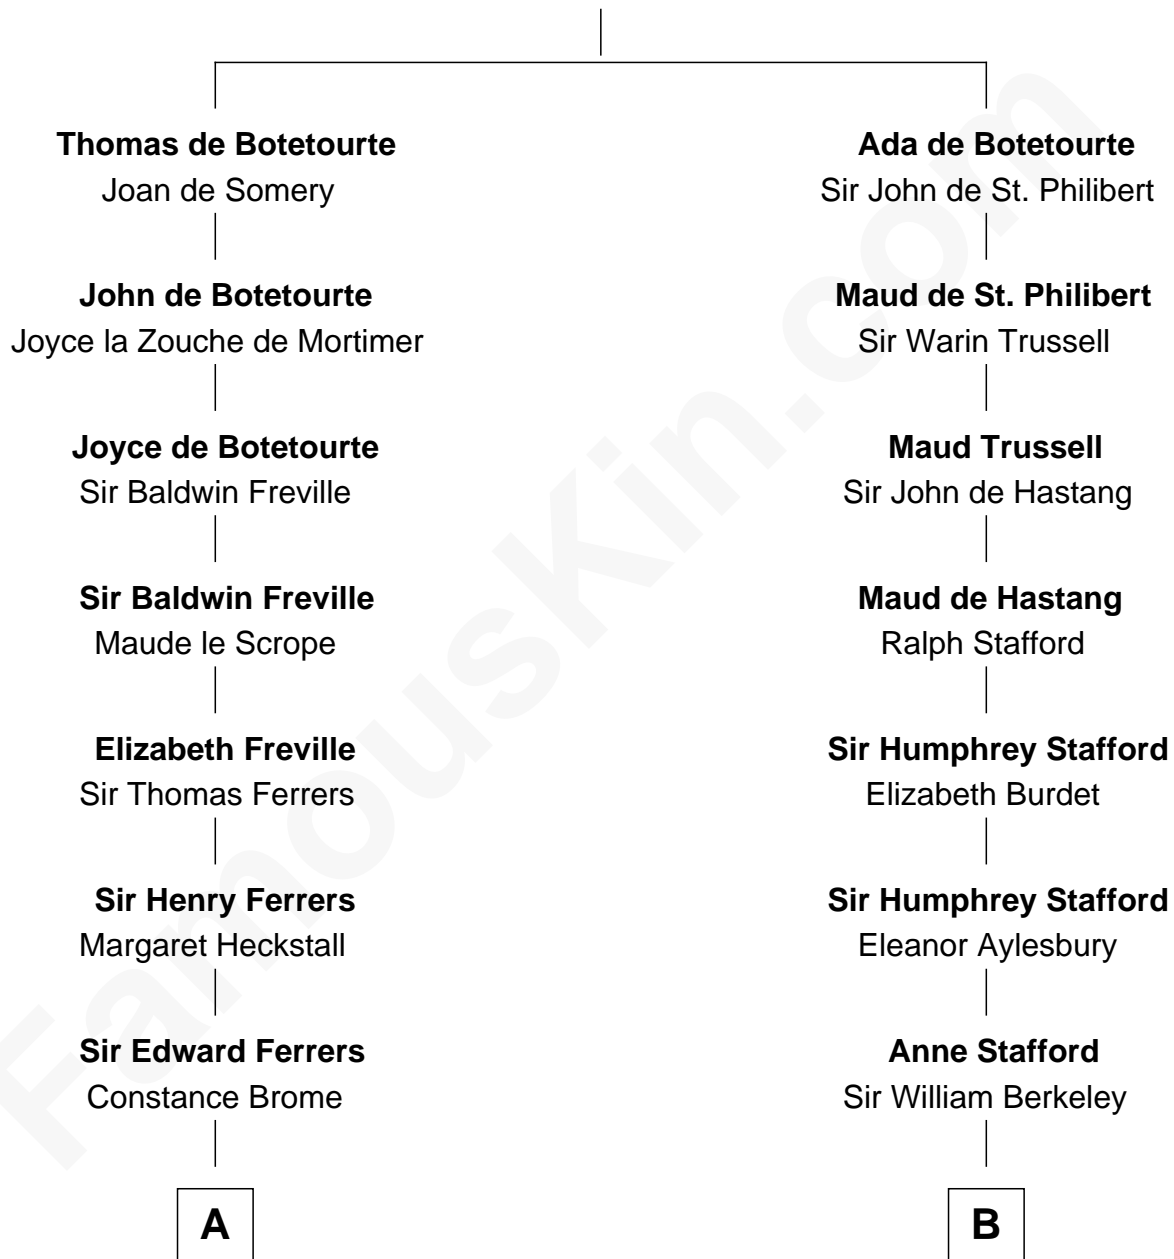 Thomas de Botetourte
Joan de Somery
John de Botetourte
Joyce la Zouche de Mortimer
Joyce de Botetourte
Sir Baldwin Freville
Sir Baldwin Freville
Maude le Scrope
Elizabeth Freville
Sir Thomas Ferrers
Sir Henry Ferrers
Margaret Heckstall
Sir Edward Ferrers
Constance Brome
A
Ada de Botetourte
Sir John de St. Philibert
Maud de St. Philibert
Sir Warin Trussell
Maud Trussell
Sir John de Hastang
Maud de Hastang
Ralph Stafford
Sir Humphrey Stafford
Elizabeth Burdet
Sir Humphrey Stafford
Eleanor Aylesbury
Anne Stafford
Sir William Berkeley
B
FamousKin.com